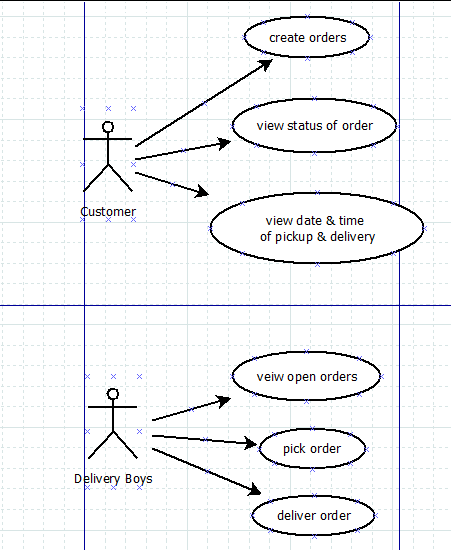 create orders
view status of order
Customer
view date & time
of pickup & delivery
veiw open orders
pick order
Delivery Boys
deliver order